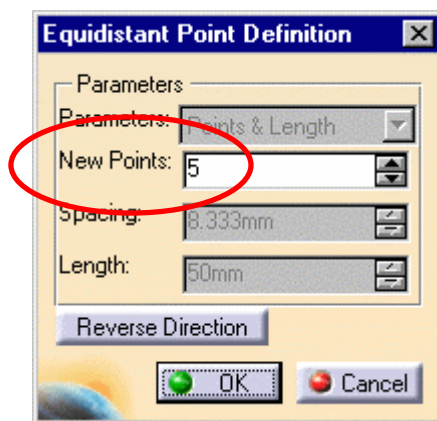 Equidistant Point Definition
Parameters
Parameters: Points & Length
New Points: 5
Spacing: 8.333mm
Length: 50mm
Reverse Direction
OK Cancel